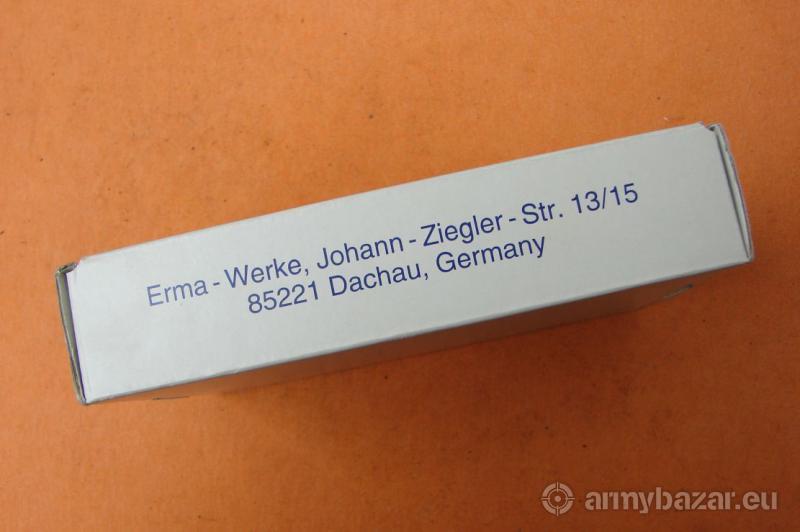 Erma - Werke, Johann - Ziegler - Str. 13/15
85221 Dachau, Germany
armybazar.eu